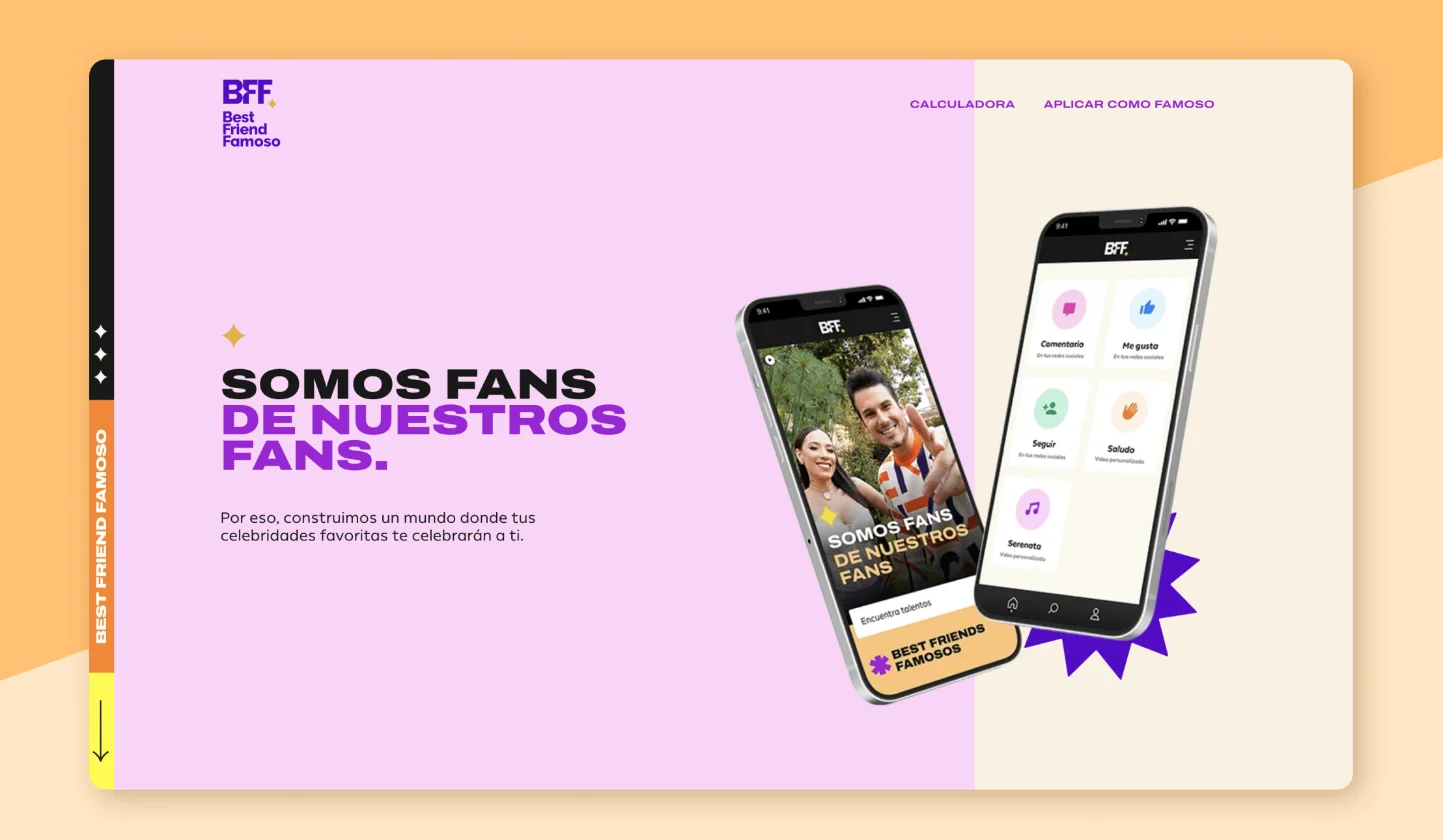 BFF
Best
Friend
Famoso
CALCULADORA
APLICAR COMO FAMOSO
SOMOS FANS
DE NUESTROS
FANS.
Por eso, construimos un mundo donde tus
celebridades favoritas te celebrarán a ti.
BEST FRIEND FAMOSO
9:41
BFF
SOMOS FANS
DE NUESTROS
FANS
Encuentra talentos
BEST FRIENDS
FAMOSOS
9:41
BFF
Comentario
En tus redes sociales
Me gusta
En tus redes sociales
Seguir
En tus redes sociales
Saludo
Video personalizado
Serenata
Video personalizado